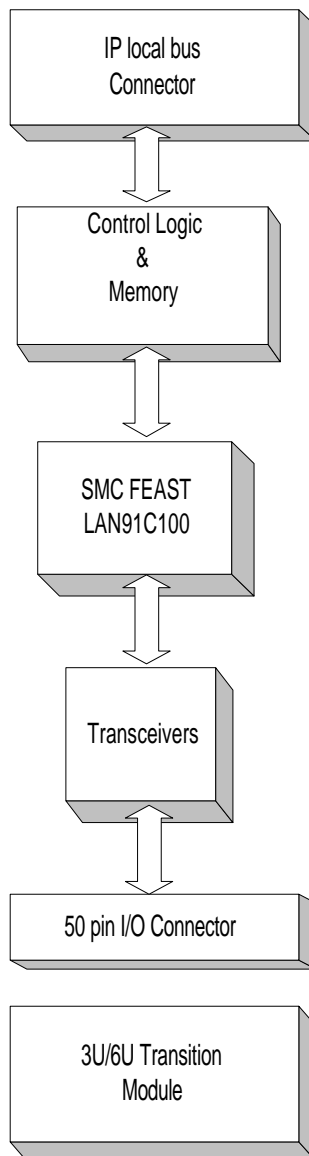 IP local bus
Connector
Control Logic
&
Memory
SMC FEAST
LAN91C100
Transceivers
50 pin I/O Connector
3U/6U Transition
Module